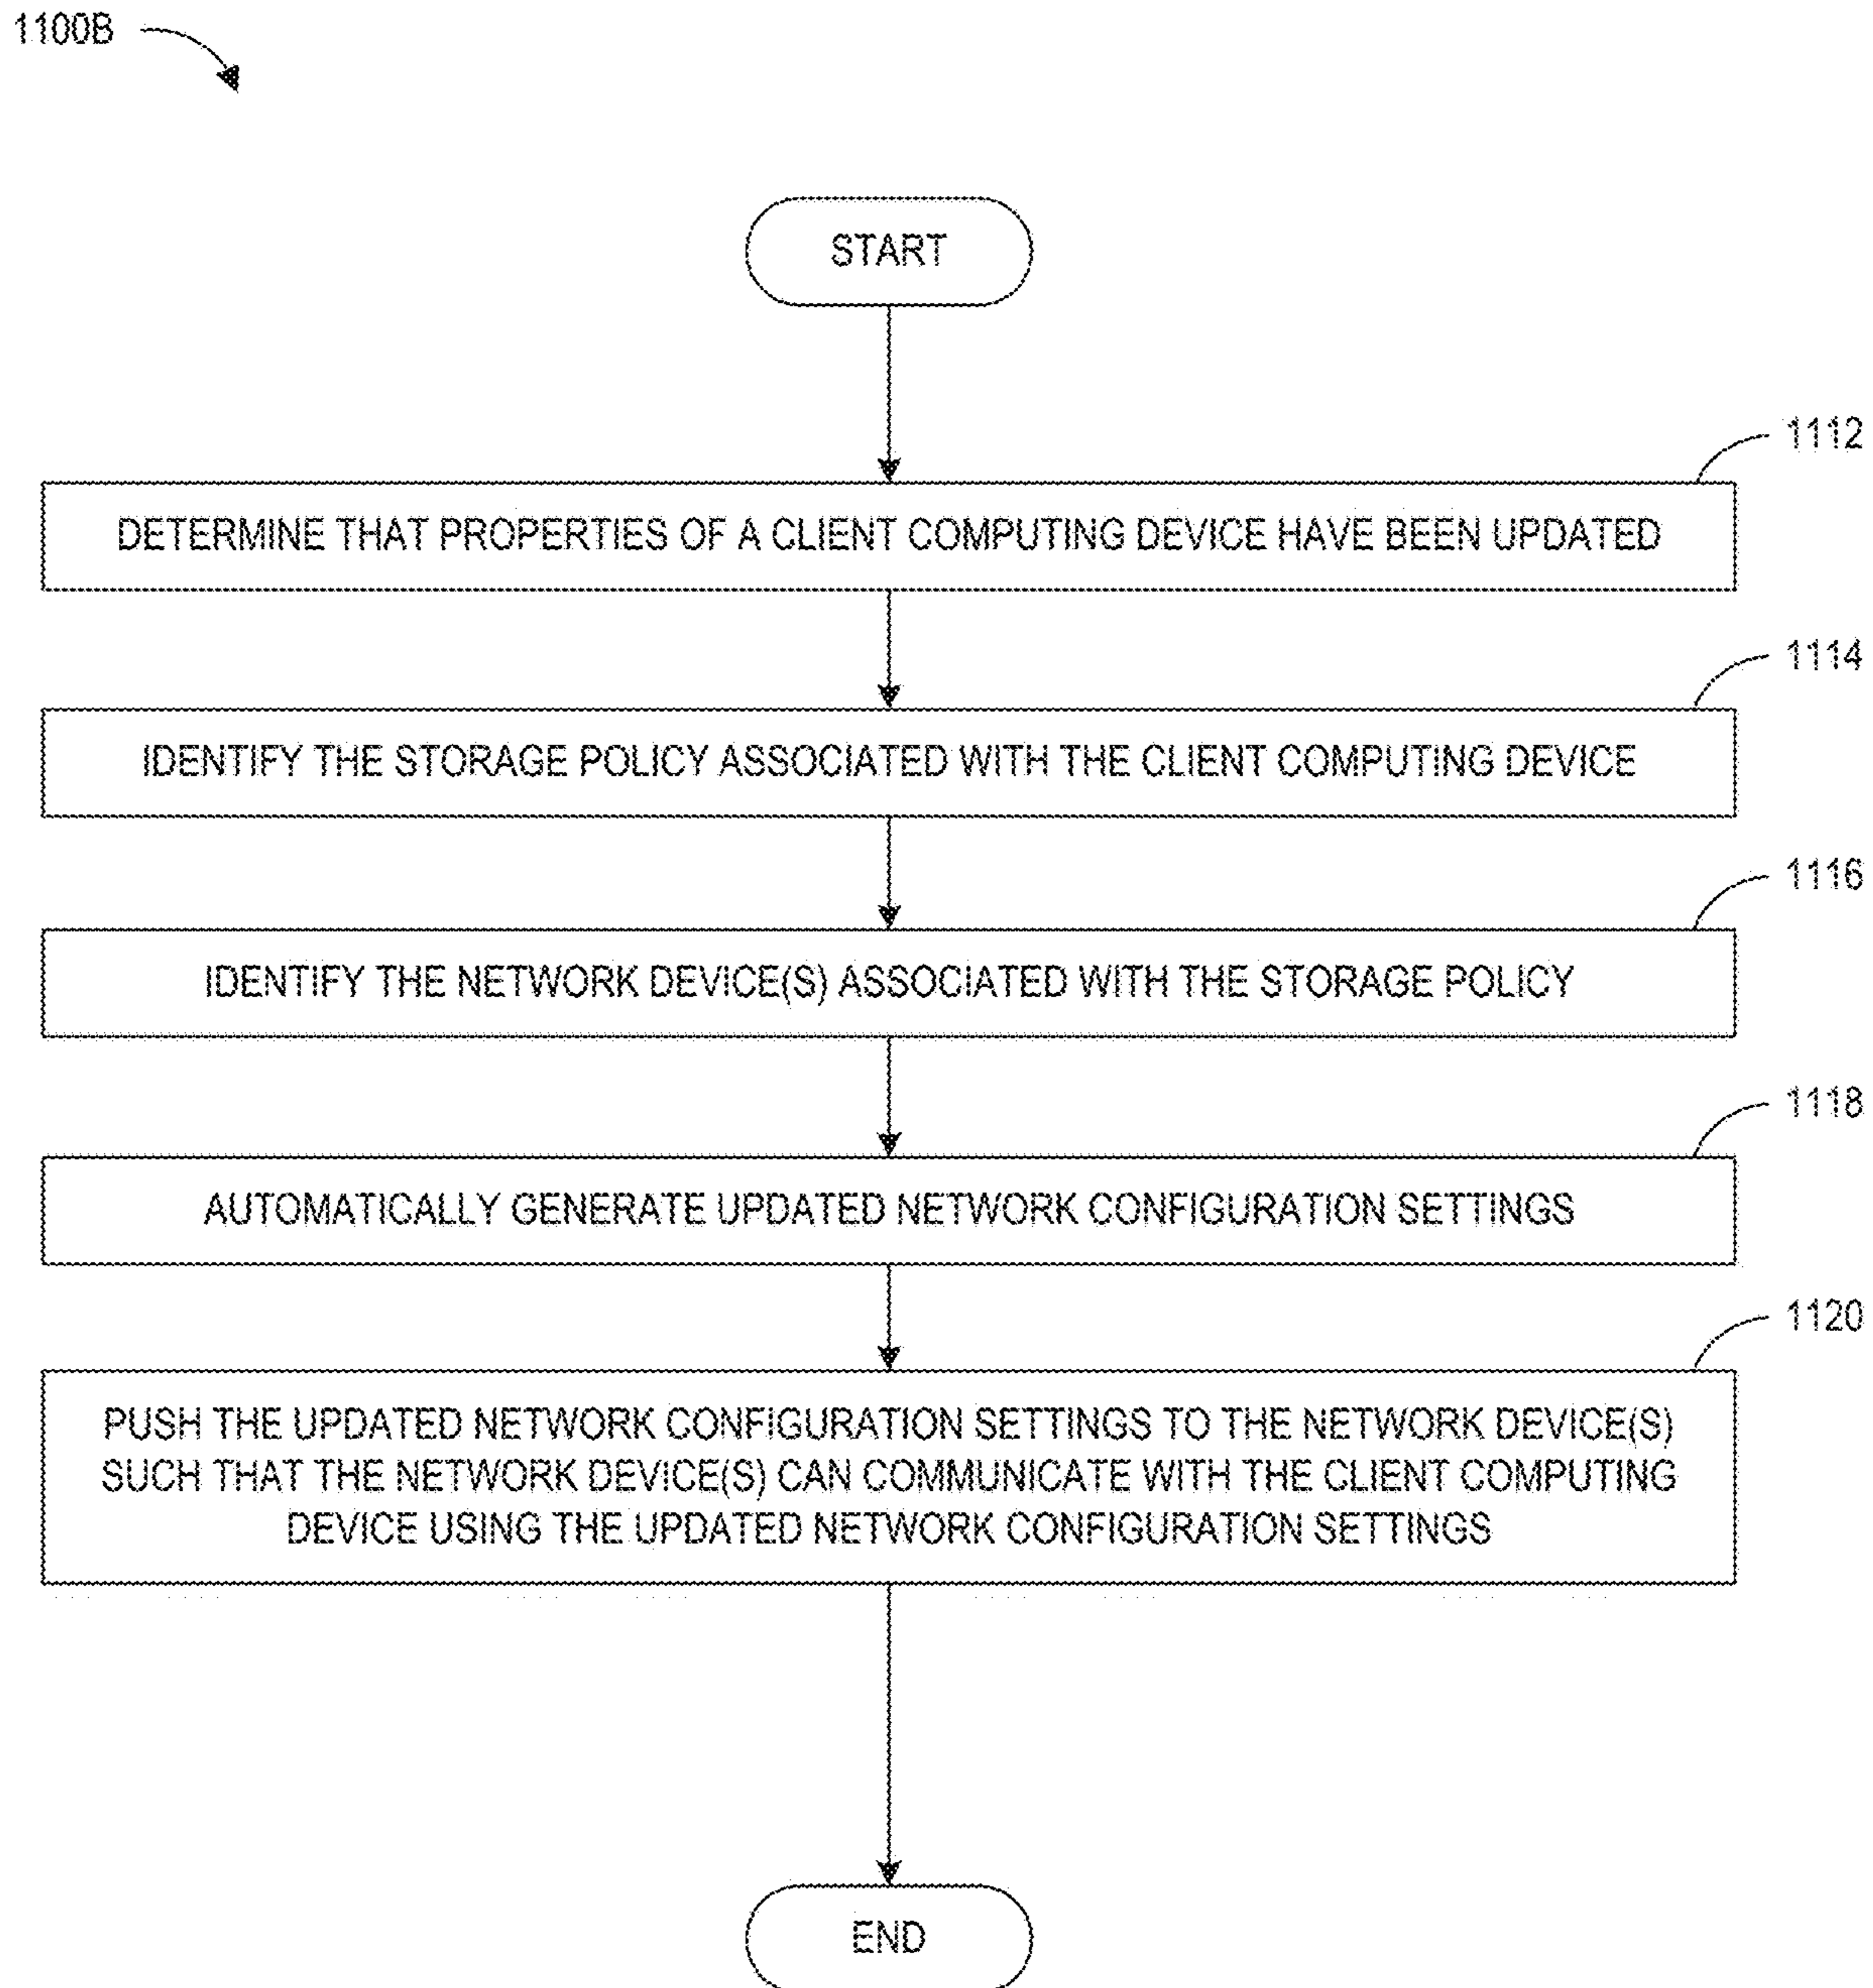 1100B
START
1112
DETERMINE THAT PROPERTIES OF A CLIENT COMPUTING DEVICE HAVE BEEN UPDATED
1114
IDENTIFY THE STORAGE POLICY ASSOCIATED WITH THE CLIENT COMPUTING DEVICE
1116
IDENTIFY THE NETWORK DEVICE(S) ASSOCIATED WITH THE STORAGE POLICY
1118
AUTOMATICALLY GENERATE UPDATED NETWORK CONFIGURATION SETTINGS
1120
PUSH THE UPDATED NETWORK CONFIGURATION SETTINGS TO THE NETWORK DEVICE(S)
SUCH THAT THE NETWORK DEVICE(S) CAN COMMUNICATE WITH THE CLIENT COMPUTING
DEVICE USING THE UPDATED NETWORK CONFIGURATION SETTINGS
END